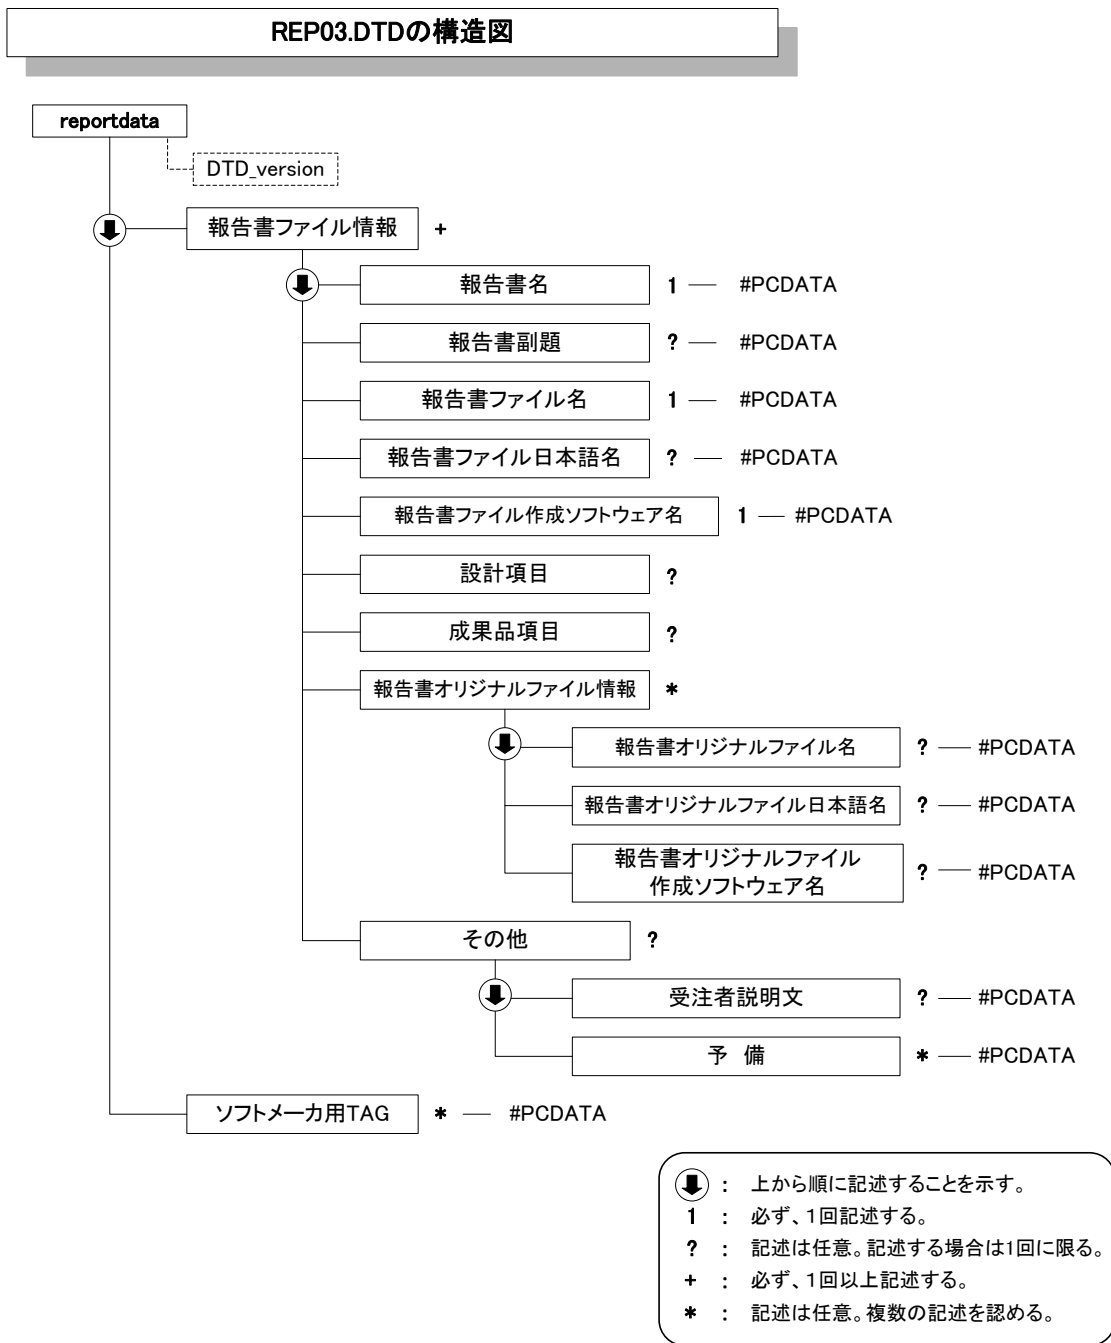 REP03.DTDの構造図
reportdata
DTD_version
報告書ファイル情報 +
報告書名 1 — #PCDATA
報告書副題 ? — #PCDATA
報告書ファイル名 1 — #PCDATA
報告書ファイル日本語名 ? — #PCDATA
報告書ファイル作成ソフトウェア名 1 — #PCDATA
設計項目 ?
成果品項目 ?
報告書オリジナルファイル情報 *
報告書オリジナルファイル名 ? — #PCDATA
報告書オリジナルファイル日本語名 ? — #PCDATA
報告書オリジナルファイル
作成ソフトウェア名 ? — #PCDATA
その他 ?
受注者説明文 ? — #PCDATA
予 備 * — #PCDATA
ソフトメーカ用TAG * — #PCDATA
: 上から順に記述することを示す。
1 : 必ず、1回記述する。
? : 記述は任意。記述する場合は1回に限る。
+ : 必ず、1回以上記述する。
* : 記述は任意。複数の記述を認める。